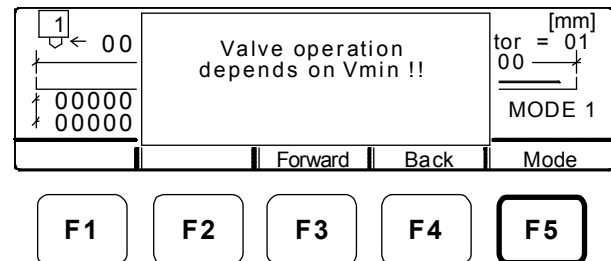 1 [mm]
← 00 Valve operation tor = 01
depends on Vmin !! 00
00000 MODE 1
00000
Forward Back Mode
F1 F2 F3 F4 F5